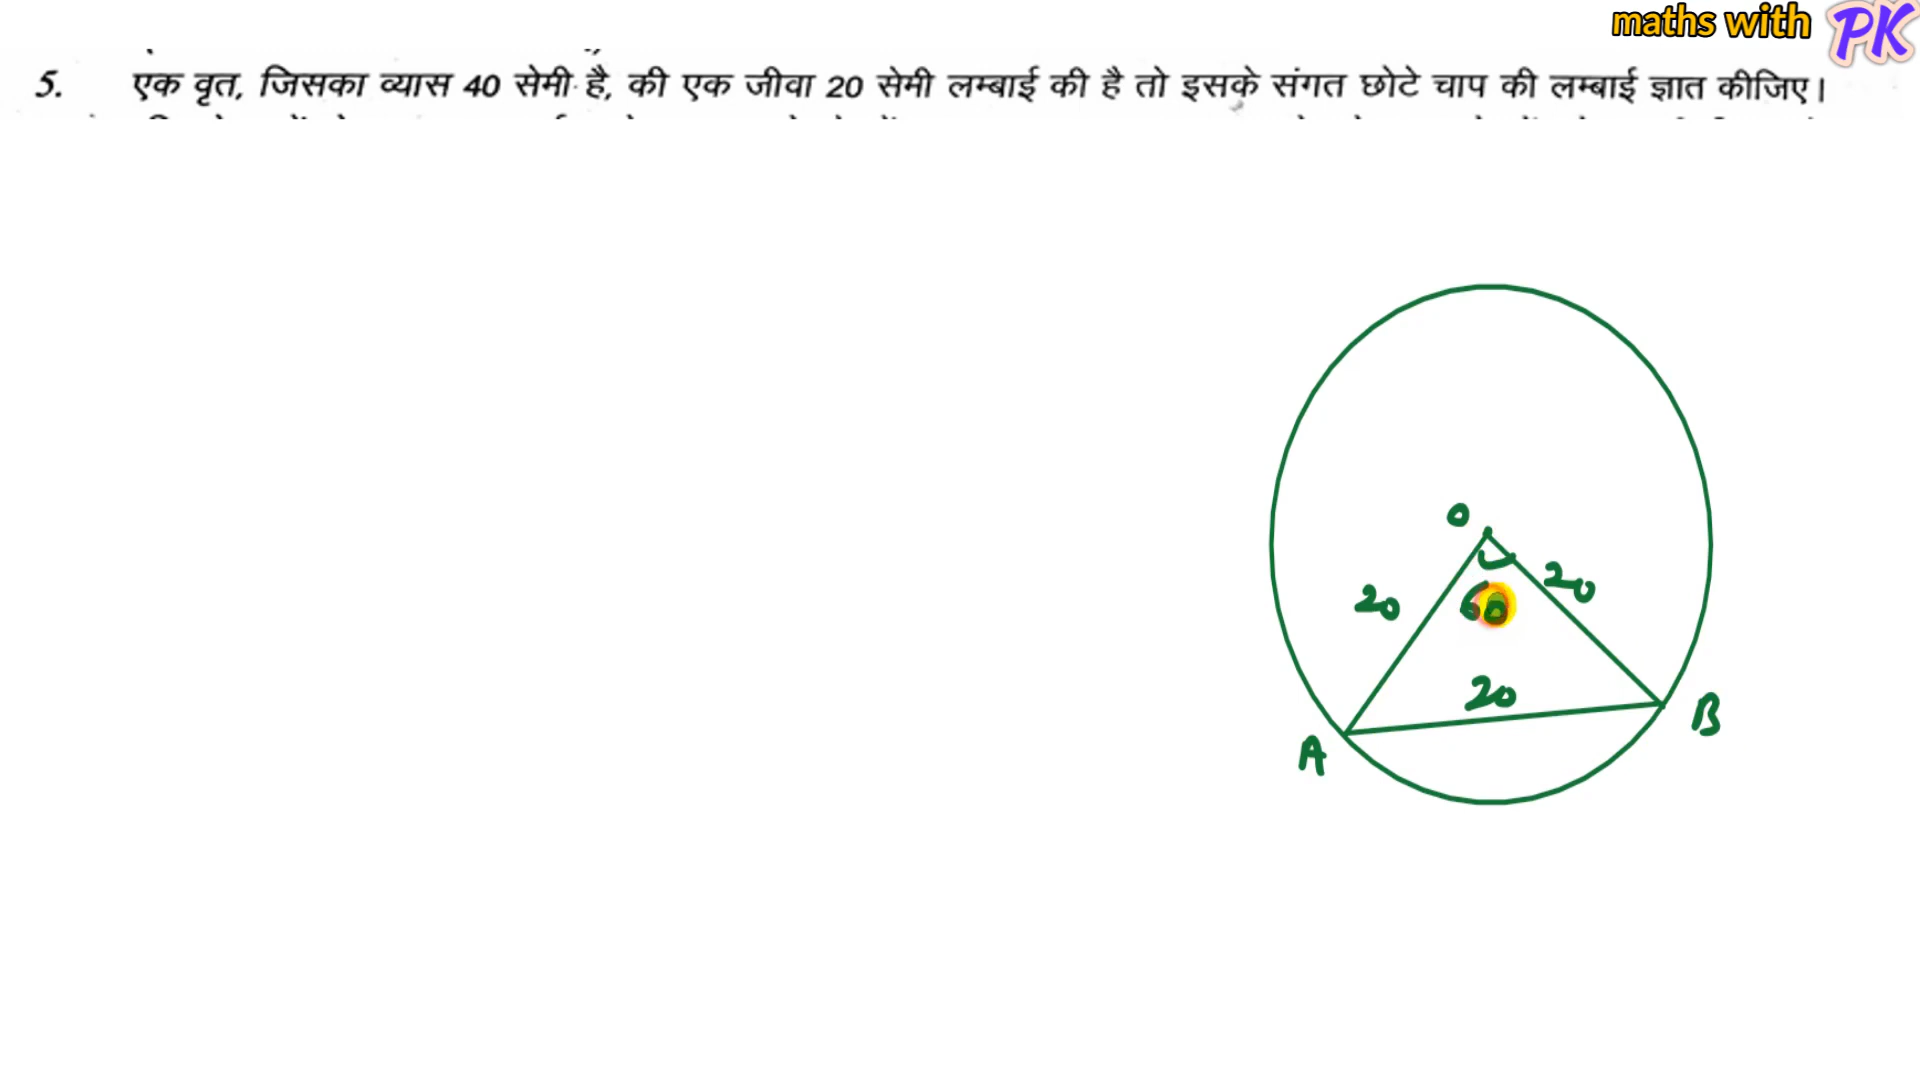 maths with PK
5. एक वृत, जिसका व्यास 40 सेमी है, की एक जीवा 20 सेमी लम्बाई की है तो इसके संगत छोटे चाप की लम्बाई ज्ञात कीजिए।
O
20 60 20
20
A B